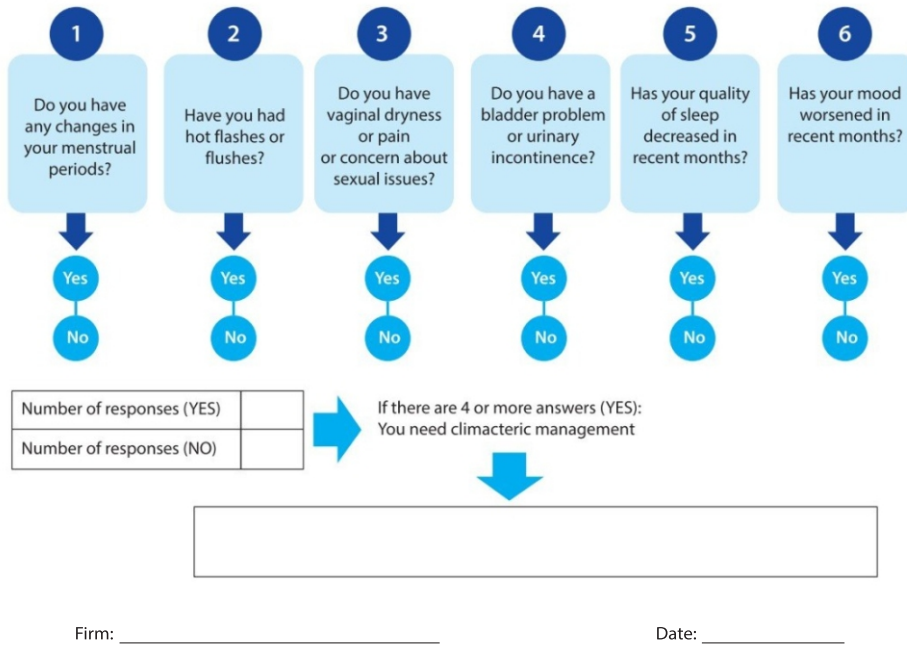 1
Do you have
any changes in
your menstrual
periods?
2
Have you had
hot flashes or
flushes?
3
Do you have
vaginal dryness
or pain
or concern about
sexual issues?
4
Do you have a
bladder problem
or urinary
incontinence?
5
Has your quality
of sleep
decreased in
recent months?
6
Has your mood
worsened in
recent months?
Yes
No
Yes
No
Yes
No
Yes
No
Yes
No
Yes
No
Number of responses (YES)
Number of responses (NO)
If there are 4 or more answers (YES):
You need climacteric management
Firm:
Date: